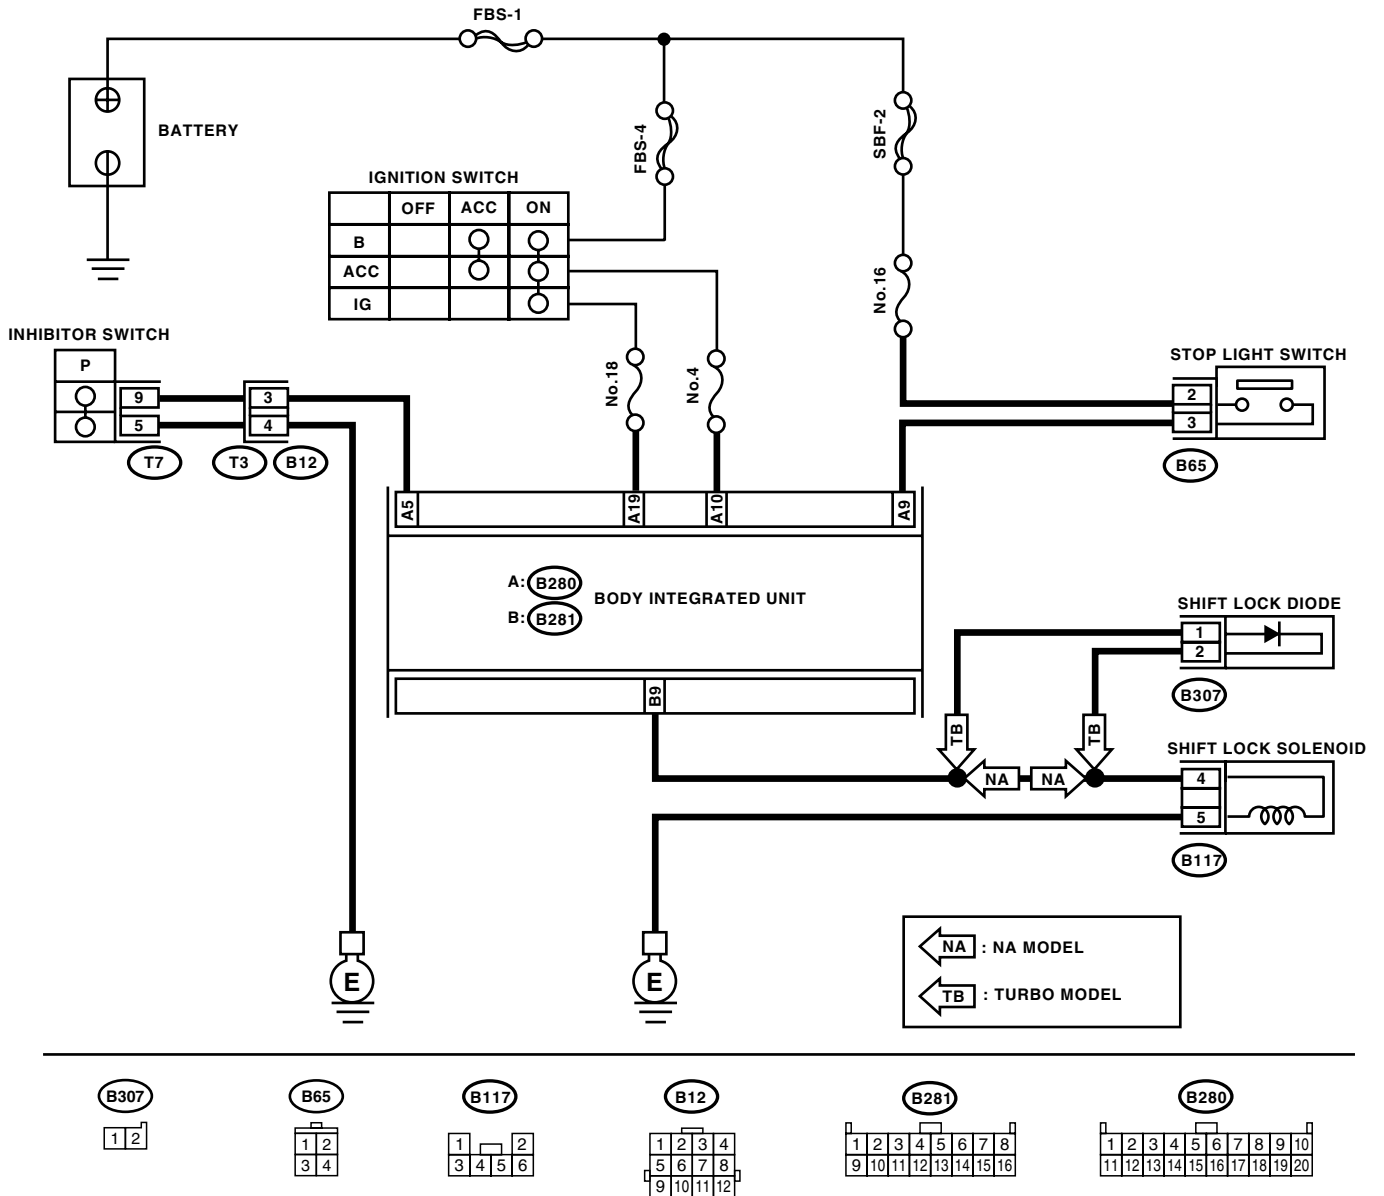 FBS-1
BATTERY
FBS-4
SBF-2
IGNITION SWITCH
OFF ACC ON
B
ACC
IG
No.16
INHIBITOR SWITCH
P
9 3
5 4
T7 T3 B12
No.18
No.4
STOP LIGHT SWITCH
2
3
B65
A5 A19 A10 A9
A: B280
B: B281
BODY INTEGRATED UNIT
B9
SHIFT LOCK DIODE
1
2
B307
TB TB
NA NA
SHIFT LOCK SOLENOID
4
5
B117
E E
NA : NA MODEL
TB : TURBO MODEL
B307 B65 B117 B12 B281 B280
1 2
1 2
3 4
1 2
3 4 5 6
1 2 3 4
5 6 7 8
9 10 11 12
1 2 3 4 5 6 7 8
9 10 11 12 13 14 15 16
1 2 3 4 5 6 7 8 9 10
11 12 13 14 15 16 17 18 19 20